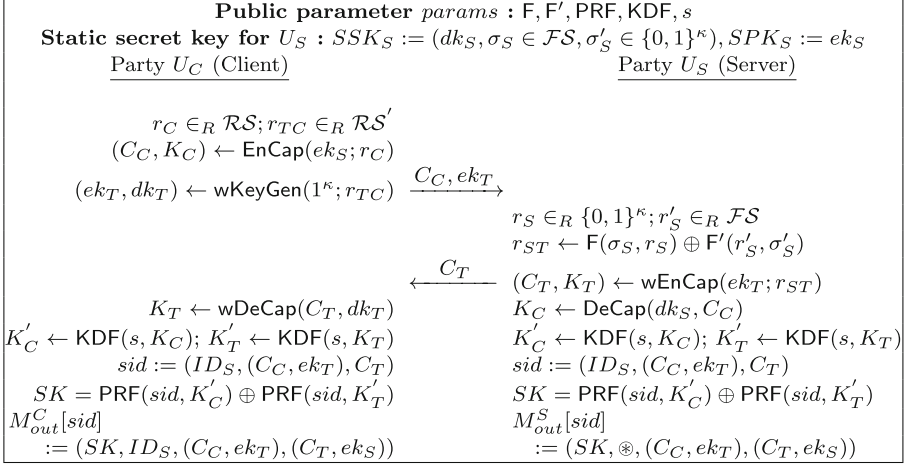 Public parameter params : F, F′, PRF, KDF, s
Static secret key for U_S : SSK_S := (dk_S, σ_S ∈ 𝓕𝓢, σ′_S ∈ {0, 1}^κ), SPK_S := ek_S
Party U_C (Client) Party U_S (Server)
r_C ∈_R 𝓡𝓢; r_TC ∈_R 𝓡𝓢′
(C_C, K_C) ← EnCap(ek_S; r_C)
(ek_T, dk_T) ← wKeyGen(1^κ; r_TC) C_C, ek_T ⟶
r_S ∈_R {0, 1}^κ; r′_S ∈_R 𝓕𝓢
r_ST ← F(σ_S, r_S) ⊕ F′(r′_S, σ′_S)
C_T ⟵ (C_T, K_T) ← wEnCap(ek_T; r_ST)
K_T ← wDeCap(C_T, dk_T) K_C ← DeCap(dk_S, C_C)
K′_C ← KDF(s, K_C); K′_T ← KDF(s, K_T) K′_C ← KDF(s, K_C); K′_T ← KDF(s, K_T)
sid := (ID_S, (C_C, ek_T), C_T) sid := (ID_S, (C_C, ek_T), C_T)
SK = PRF(sid, K′_C) ⊕ PRF(sid, K′_T) SK = PRF(sid, K′_C) ⊕ PRF(sid, K′_T)
M^C_out[sid] M^S_out[sid]
:= (SK, ID_S, (C_C, ek_T), (C_T, ek_S)) := (SK, ⊛, (C_C, ek_T), (C_T, ek_S))